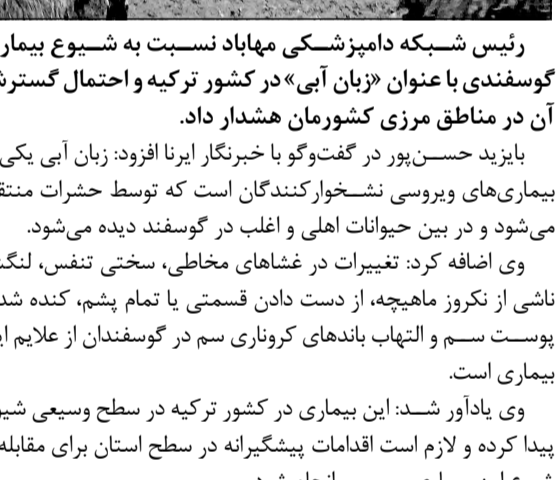 رئیس شبکه دامپزشکی مهاباد نسبت به شیوع بیمار
گوسفندی با عنوان «زبان آبی» در کشور ترکیه و احتمال گسترش
آن در مناطق مرزی کشورمان هشدار داد.
بایزید حسن‌پور در گفت‌وگو با خبرنگار ایرنا افزود: زبان آبی یکی
بیماری‌های ویروسی نشخوارکنندگان است که توسط حشرات منتق
می‌شود و در بین حیوانات اهلی و اغلب در گوسفند دیده می‌شود.
وی اضافه کرد: تغییرات در غشاهای مخاطی، سختی تنفس، لنگش
ناشی از نکروز ماهیچه، از دست دادن قسمتی یا تمام پشم، کنده شد
پوست سم و التهاب باندهای کروناری سم در گوسفندان از علایم ای
بیماری است.
وی یادآور شد: این بیماری در کشور ترکیه در سطح وسیعی شیو
پیدا کرده و لازم است اقدامات پیشگیرانه در سطح استان برای مقابله